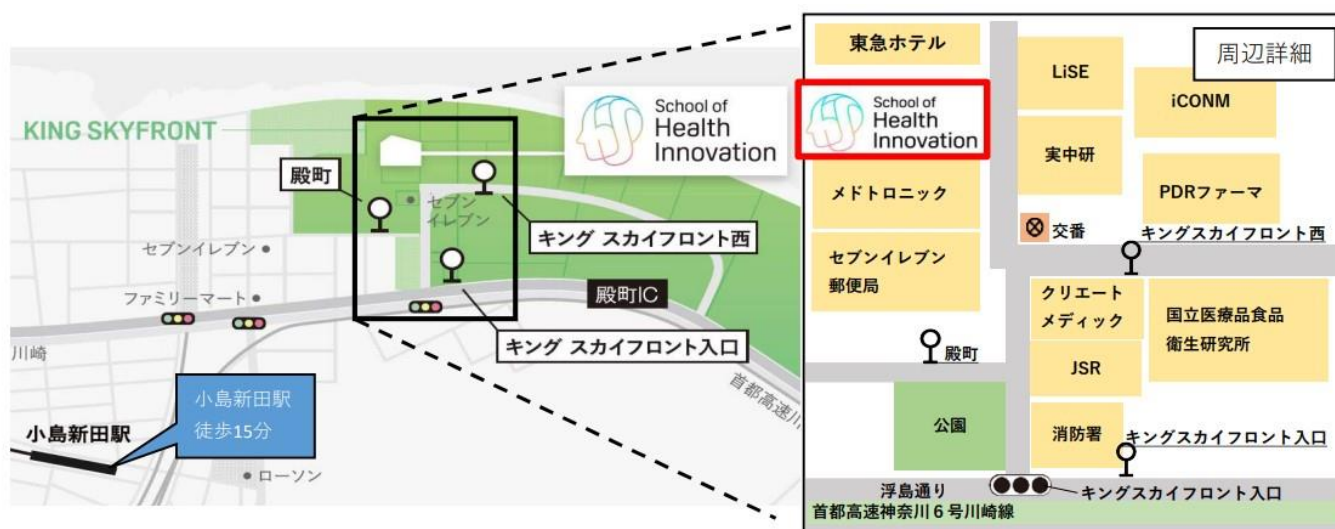 KING SKYFRONT
殿町
セブン
イレブン
セブンイレブン
ファミリーマート
川崎
小島新田駅
徒歩15分
小島新田駅
ローソン
School of
Health
Innovation
キング スカイフロント西
殿町IC
キング スカイフロント入口
首都高速川
周辺詳細
東急ホテル
LiSE
iCONM
School of
Health
Innovation
実中研
メドトロニック
PDRファーマ
交番
キングスカイフロント西
セブンイレブン
郵便局
クリエート
メディック
国立医療品食品
衛生研究所
殿町
JSR
公園
消防署
キングスカイフロント入口
浮島通り
キングスカイフロント入口
首都高速神奈川6号川崎線